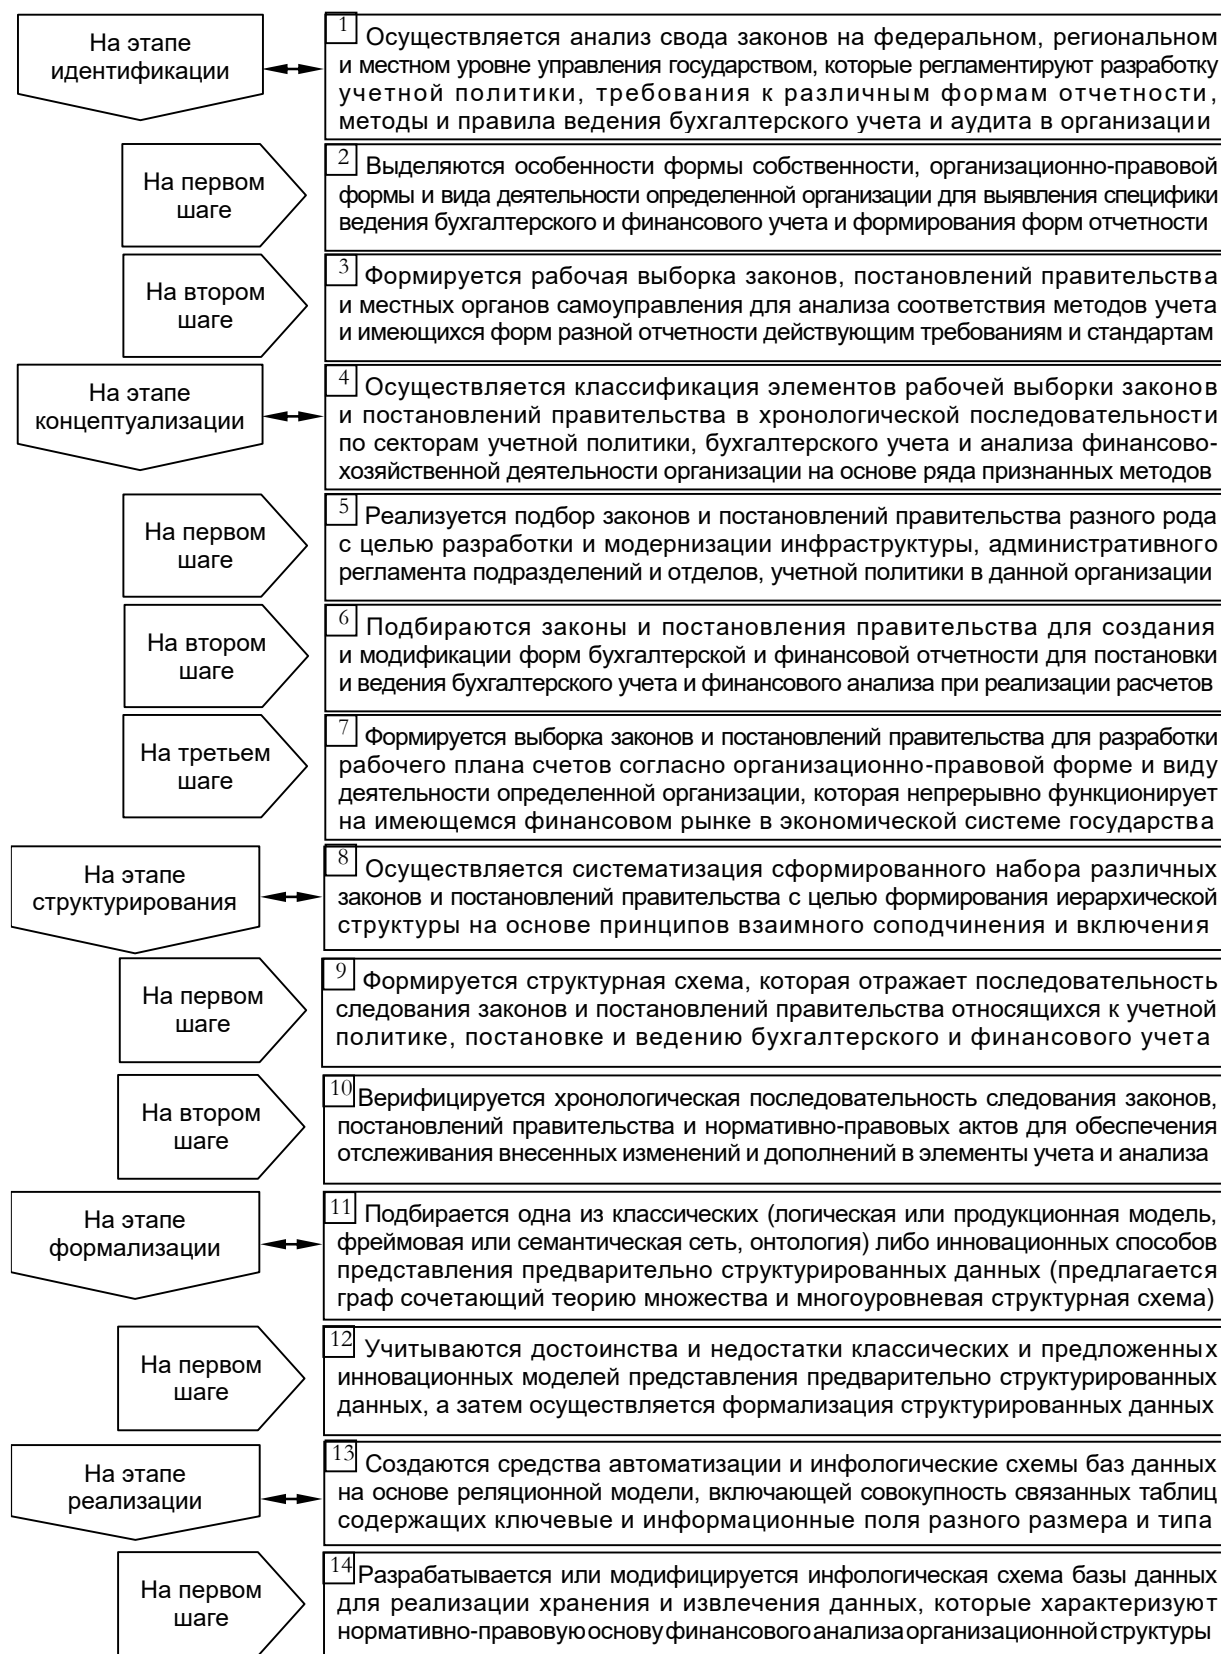 На этапе
идентификации
1 Осуществляется анализ свода законов на федеральном, региональном
и местном уровне управления государством, которые регламентируют разработку
учетной политики, требования к различным формам отчетности,
методы и правила ведения бухгалтерского учета и аудита в организации
На первом
шаге
2 Выделяются особенности формы собственности, организационно-правовой
формы и вида деятельности определенной организации для выявления специфики
ведения бухгалтерского и финансового учета и формирования форм отчетности
На втором
шаге
3 Формируется рабочая выборка законов, постановлений правительства
и местных органов самоуправления для анализа соответствия методов учета
и имеющихся форм разной отчетности действующим требованиям и стандартам
На этапе
концептуализации
4 Осуществляется классификация элементов рабочей выборки законов
и постановлений правительства в хронологической последовательности
по секторам учетной политики, бухгалтерского учета и анализа финансово-
хозяйственной деятельности организации на основе ряда признанных методов
На первом
шаге
5 Реализуется подбор законов и постановлений правительства разного рода
с целью разработки и модернизации инфраструктуры, административного
регламента подразделений и отделов, учетной политики в данной организации
На втором
шаге
6 Подбираются законы и постановления правительства для создания
и модификации форм бухгалтерской и финансовой отчетности для постановки
и ведения бухгалтерского учета и финансового анализа при реализации расчетов
На третьем
шаге
7 Формируется выборка законов и постановлений правительства для разработки
рабочего плана счетов согласно организационно-правовой форме и виду
деятельности определенной организации, которая непрерывно функционирует
на имеющемся финансовом рынке в экономической системе государства
На этапе
структурирования
8 Осуществляется систематизация сформированного набора различных
законов и постановлений правительства с целью формирования иерархической
структуры на основе принципов взаимного соподчинения и включения
На первом
шаге
9 Формируется структурная схема, которая отражает последовательность
следования законов и постановлений правительства относящихся к учетной
политике, постановке и ведению бухгалтерского и финансового учета
На втором
шаге
10 Верифицируется хронологическая последовательность следования законов,
постановлений правительства и нормативно-правовых актов для обеспечения
отслеживания внесенных изменений и дополнений в элементы учета и анализа
На этапе
формализации
11 Подбирается одна из классических (логическая или продукционная модель,
фреймовая или семантическая сеть, онтология) либо инновационных способов
представления предварительно структурированных данных (предлагается
граф сочетающий теорию множества и многоуровневая структурная схема)
На первом
шаге
12 Учитываются достоинства и недостатки классических и предложенных
инновационных моделей представления предварительно структурированных
данных, а затем осуществляется формализация структурированных данных
На этапе
реализации
13 Создаются средства автоматизации и инфологические схемы баз данных
на основе реляционной модели, включающей совокупность связанных таблиц
содержащих ключевые и информационные поля разного размера и типа
На первом
шаге
14 Разрабатывается или модифицируется инфологическая схема базы данных
для реализации хранения и извлечения данных, которые характеризуют
нормативно-правовую основу финансового анализа организационной структуры